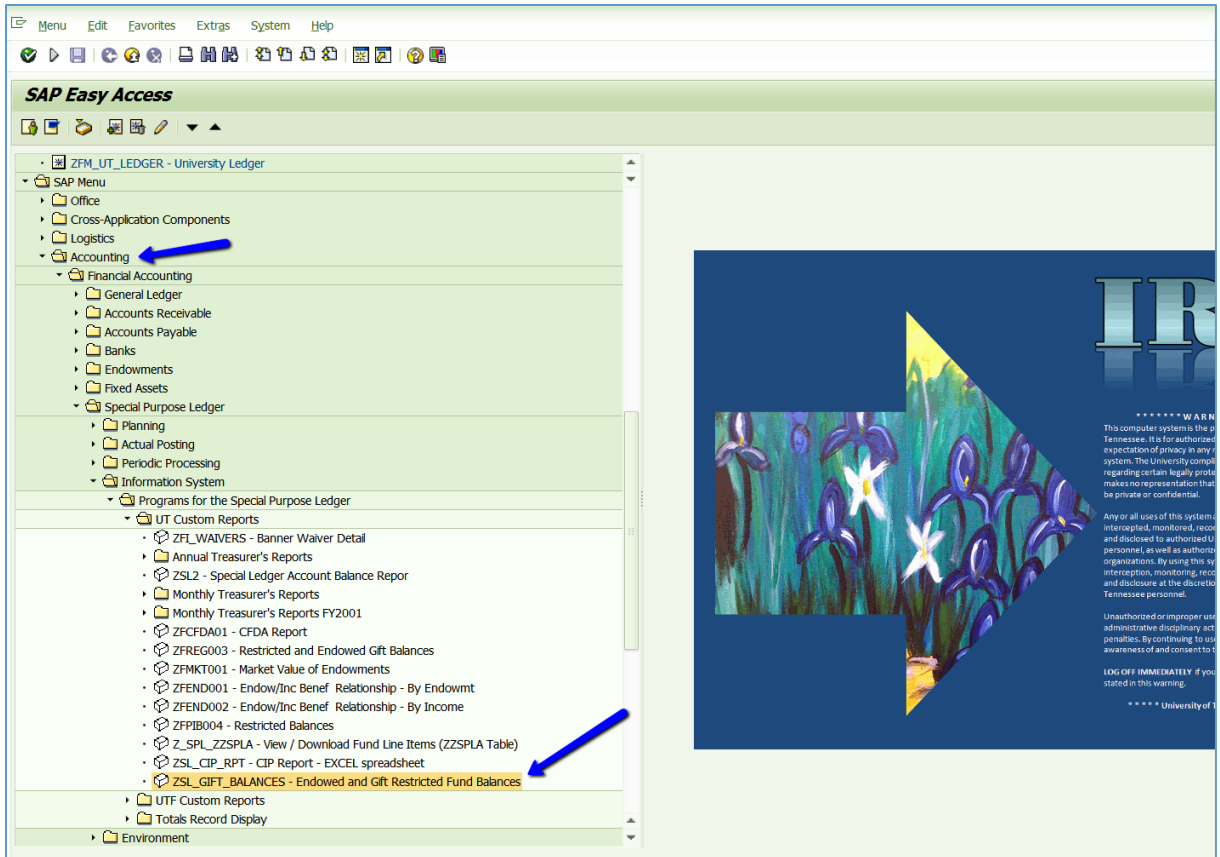 Menu Edit Favorites Extras System Help
SAP Easy Access
ZFM_UT_LEDGER - University Ledger
SAP Menu
Office
Cross-Application Components
Logistics
Accounting
Financial Accounting
General Ledger
Accounts Receivable
Accounts Payable
Banks
Endowments
Fixed Assets
Special Purpose Ledger
Planning
Actual Posting
Periodic Processing
Information System
Programs for the Special Purpose Ledger
UT Custom Reports
ZFI_WAIVERS - Banner Waiver Detail
Annual Treasurer's Reports
ZSL2 - Special Ledger Account Balance Repor
Monthly Treasurer's Reports
Monthly Treasurer's Reports FY2001
ZFCFDA01 - CFDA Report
ZFREG003 - Restricted and Endowed Gift Balances
ZFMKT001 - Market Value of Endowments
ZFEND001 - Endow/Inc Benef Relationship - By Endowmt
ZFEND002 - Endow/Inc Benef Relationship - By Income
ZFPIB004 - Restricted Balances
Z_SPL_ZZSPLA - View / Download Fund Line Items (ZZSPLA Table)
ZSL_CIP_RPT - CIP Report - EXCEL spreadsheet
ZSL_GIFT_BALANCES - Endowed and Gift Restricted Fund Balances
UTF Custom Reports
Totals Record Display
Environment
IR
* * * * * * * W A R N
This computer system is the p
Tennessee. It is for authorized
expectation of privacy in any
system. The University compli
regarding certain legally prote
makes no representation that
be private or confidential.
Any or all uses of this system
intercepted, monitored, recor
and disclosed to authorized U
personnel, as well as authoriz
organizations. By using this sy
interception, monitoring, reco
and disclosure at the discretio
Tennessee personnel.
Unauthorized or improper use
administrative disciplinary act
penalties. By continuing to use
awareness of and consent to t
LOG OFF IMMEDIATELY if you
stated in this warning.
* * * * * University of T